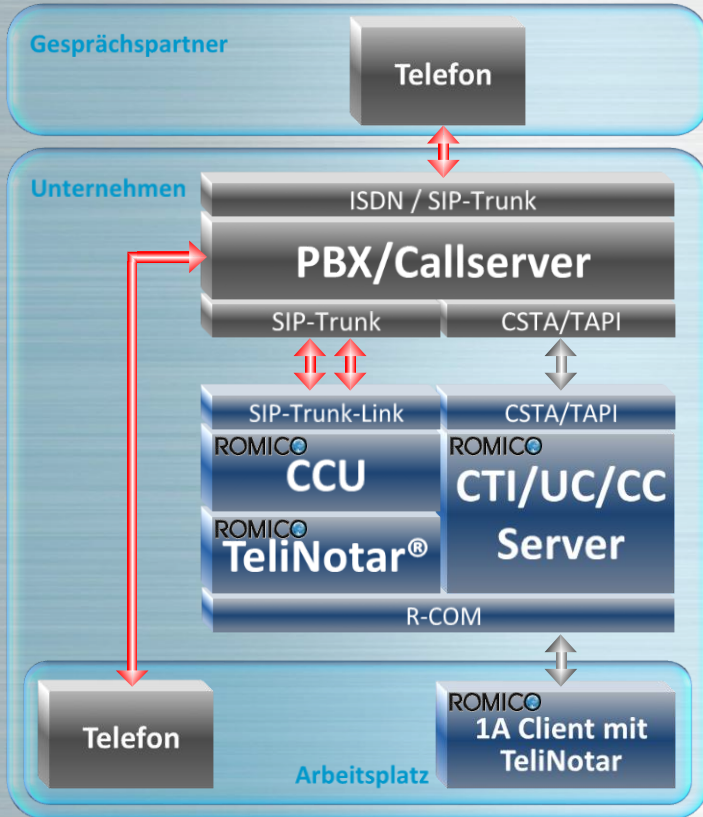 Gesprächspartner
Telefon
Unternehmen
ISDN / SIP-Trunk
PBX/Callserver
SIP-Trunk
CSTA/TAPI
SIP-Trunk-Link
CSTA/TAPI
ROMICO
CCU
ROMICO
CTI/UC/CC
Server
ROMICO
TeliNotar®
R-COM
Telefon
Arbeitsplatz
ROMICO
1A Client mit
TeliNotar